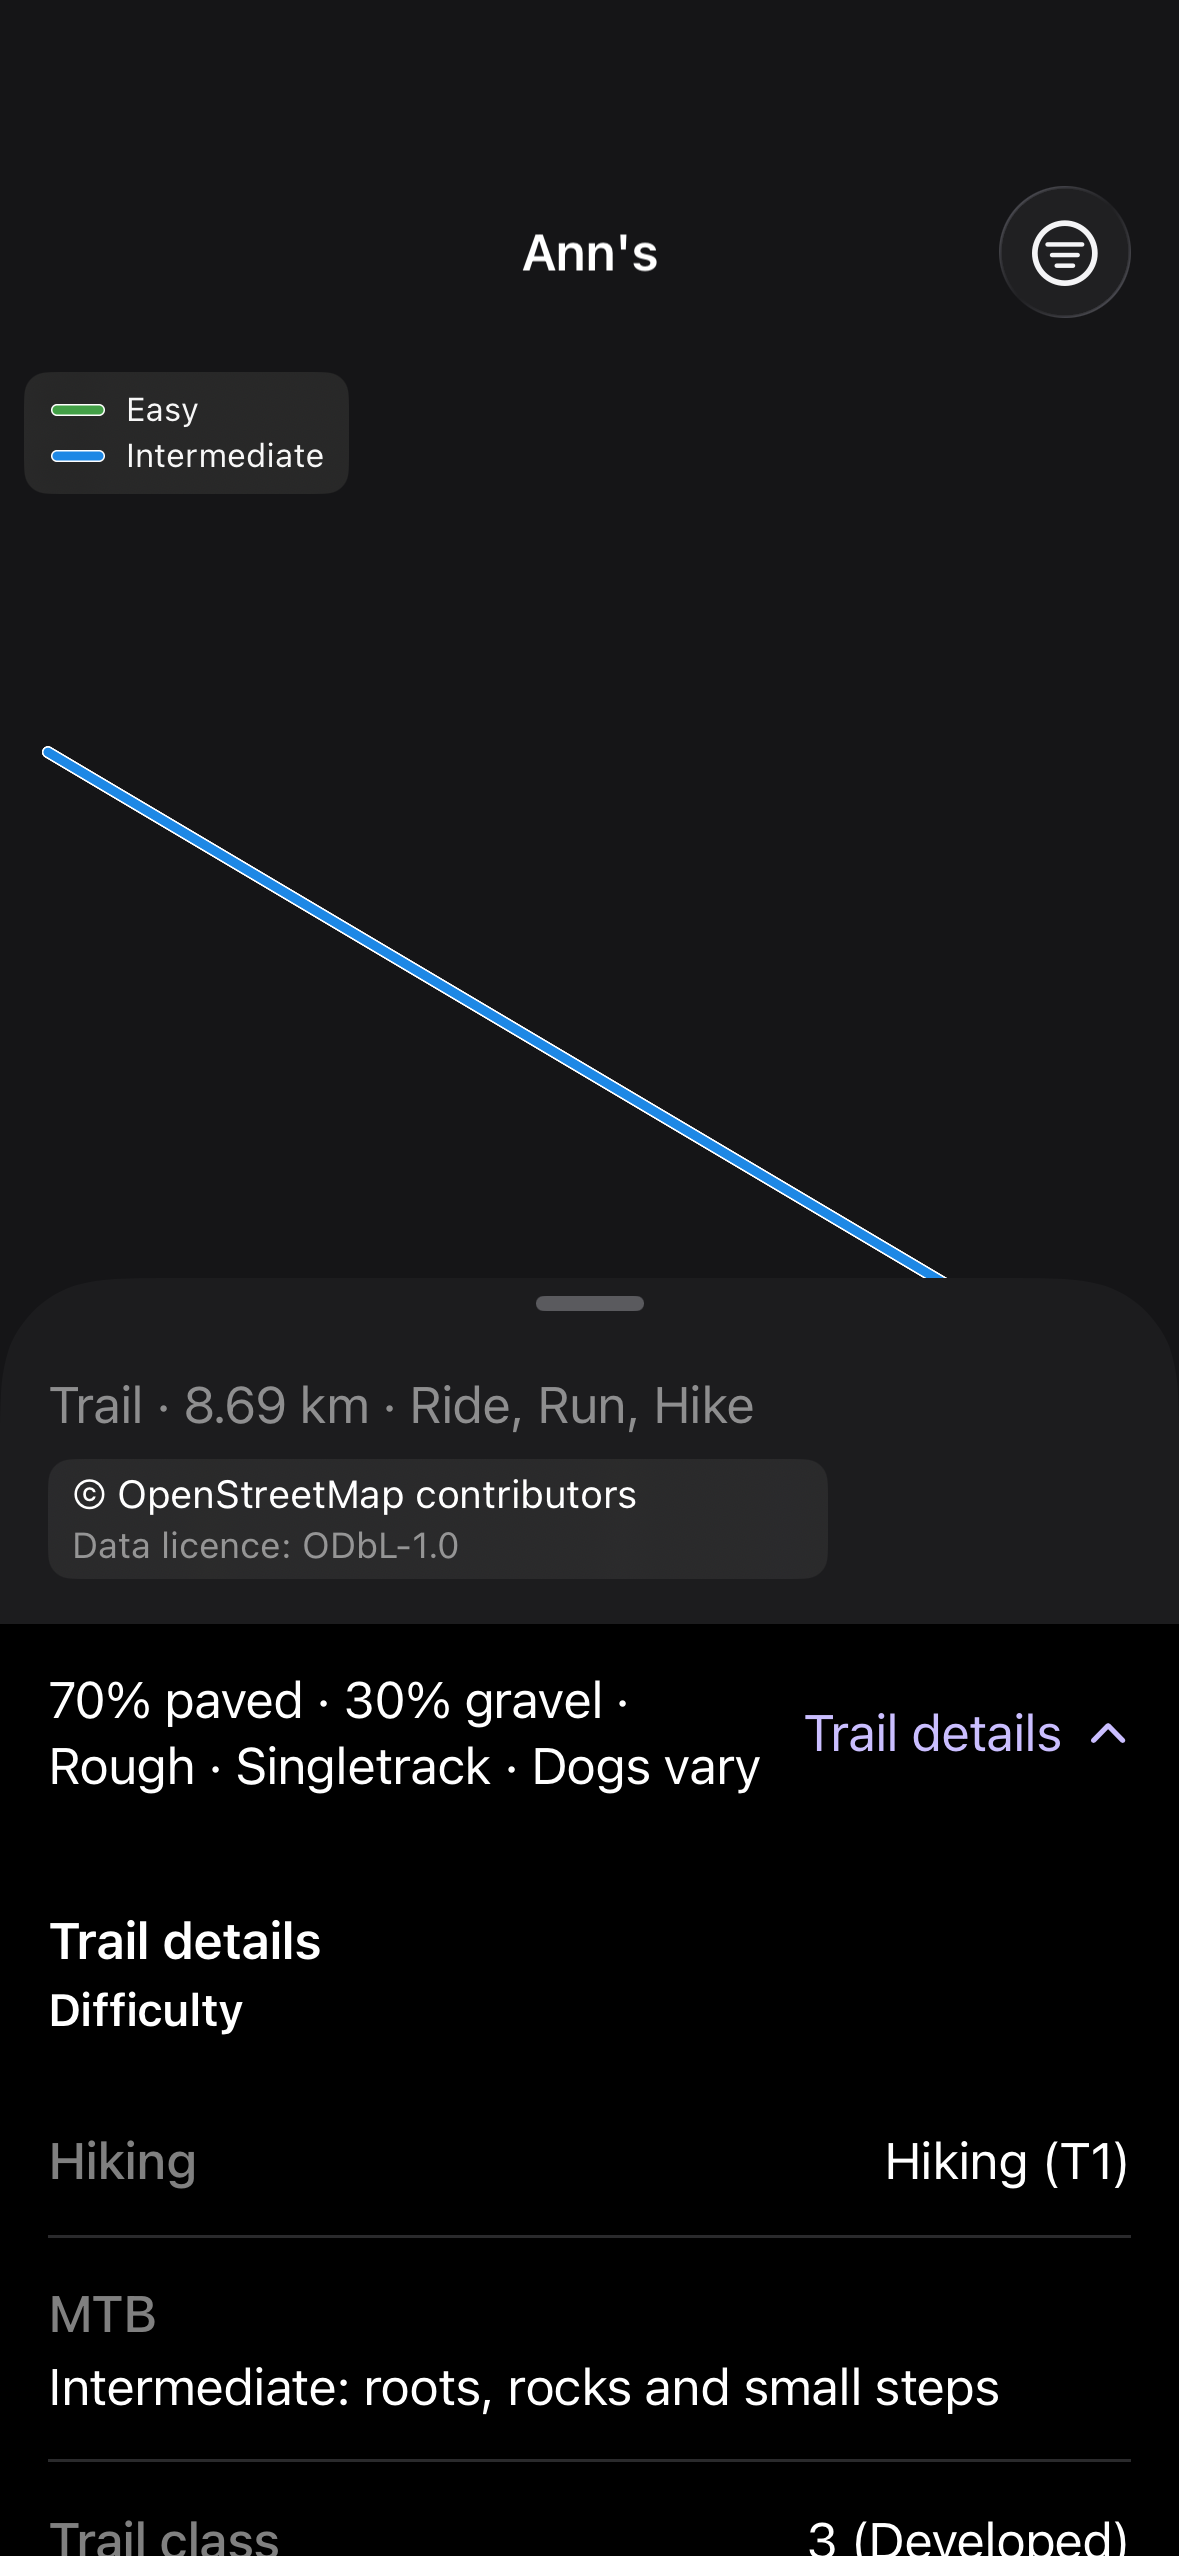 Ann's
Easy
Intermediate
Trail · 8.69 km · Ride, Run, Hike
© OpenStreetMap contributors
Data licence: ODbL-1.0
70% paved · 30% gravel ·
Rough · Singletrack · Dogs vary
Trail details
Trail details
Difficulty
Hiking Hiking (T1)
MTB
Intermediate: roots, rocks and small steps
Trail class 3 (Developed)